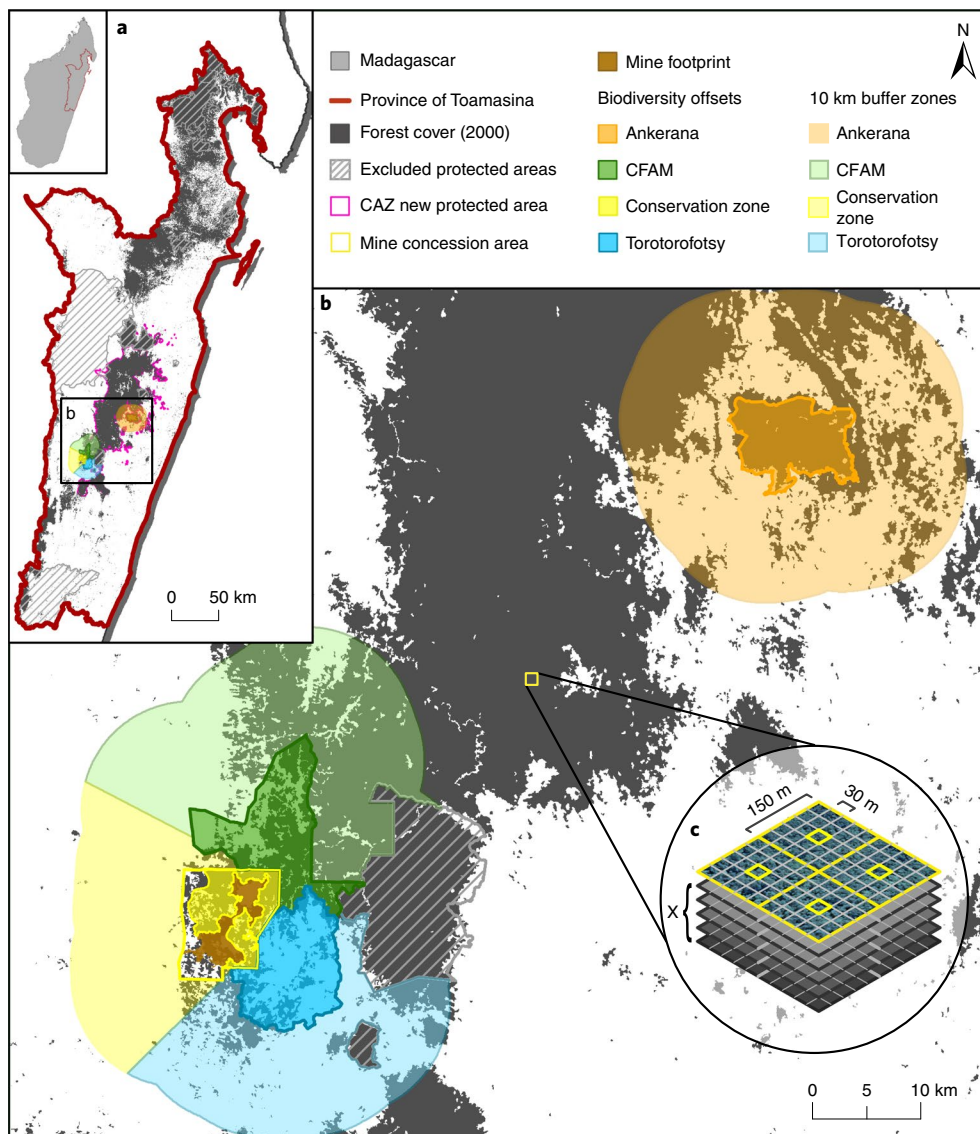 a
Madagascar
Province of Toamasina
Forest cover (2000)
Excluded protected areas
CAZ new protected area
Mine concession area
Mine footprint
Biodiversity offsets
Ankerana
CFAM
Conservation zone
Torotorofotsy
10 km buffer zones
Ankerana
CFAM
Conservation
zone
Torotorofotsy
N
b
0 50 km
b
150 m
30 m
c
X
0 5 10 km